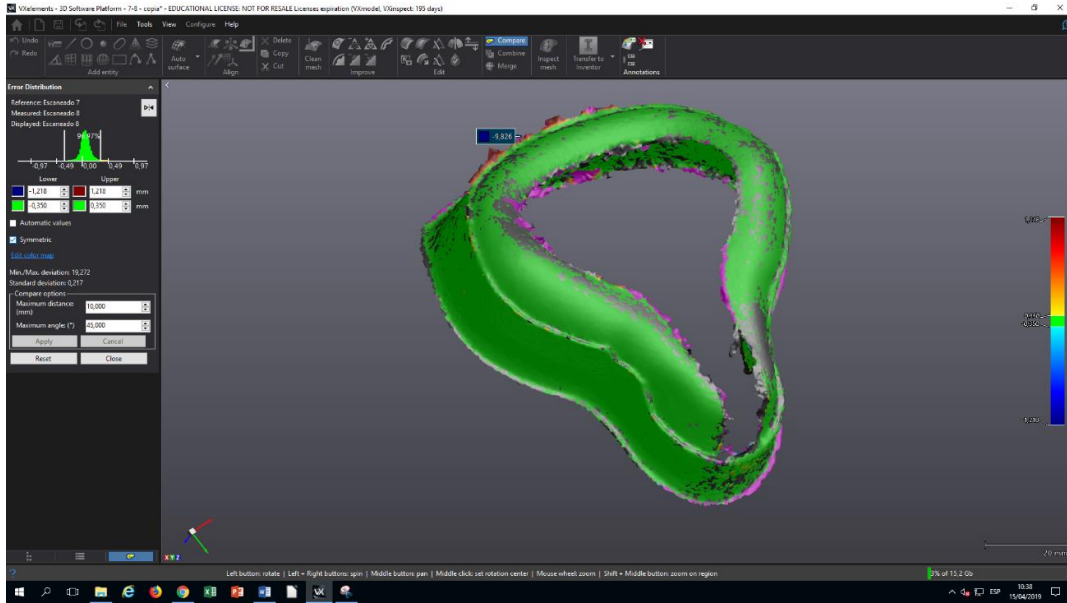 VXelements - 3D Software Platform - 7-8 - copia* - EDUCATIONAL LICENSE: NOT FOR RESALE Licenses expiration (VXmodel, VXinspect: 195 days)
File Tools View Configure Help
Undo
Redo
Add entity
Auto surface
Align
Delete
Copy
Cut
Clean mesh
Improve
Edit
Compare
Combine
Merge
Inspect mesh
Transfer to Inventor
Annotations
Error Distribution
Reference: Escaneado 7
Measured: Escaneado 8
Displayed: Escaneado 8
-0,97 -0,49 0,00 0,49 0,97
Lower Upper
-1,218 1,218 mm
-0,350 0,350 mm
Automatic values
Symmetric
Edit color map
Min./Max. deviation: 19,272
Standard deviation: 0,217
Compare options
Maximum distance: (mm) 10,000
Maximum angle: (°) 45,000
Apply Cancel
Reset Close
-9,826
20 mm
X Y Z
Left button: rotate | Left + Right buttons: spin | Middle button: pan | Middle click: set rotation center | Mouse wheel: zoom | Shift + Middle button: zoom on region
3% of 15,2 Gb
ESP
10:38
15/04/2019